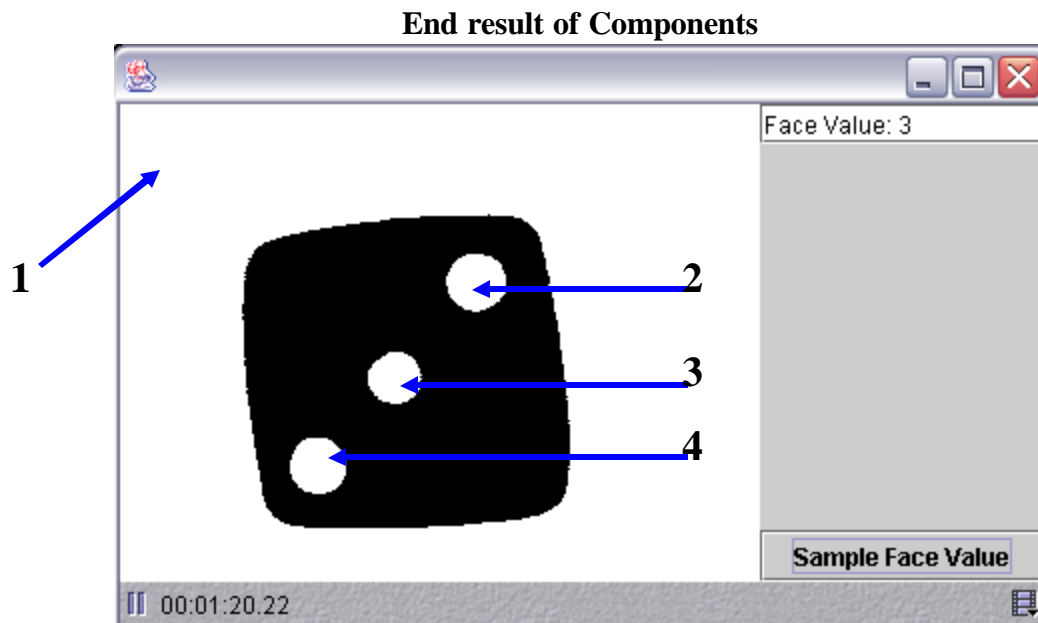 End result of Components
Face Value: 3
1
2
3
4
Sample Face Value
00:01:20.22